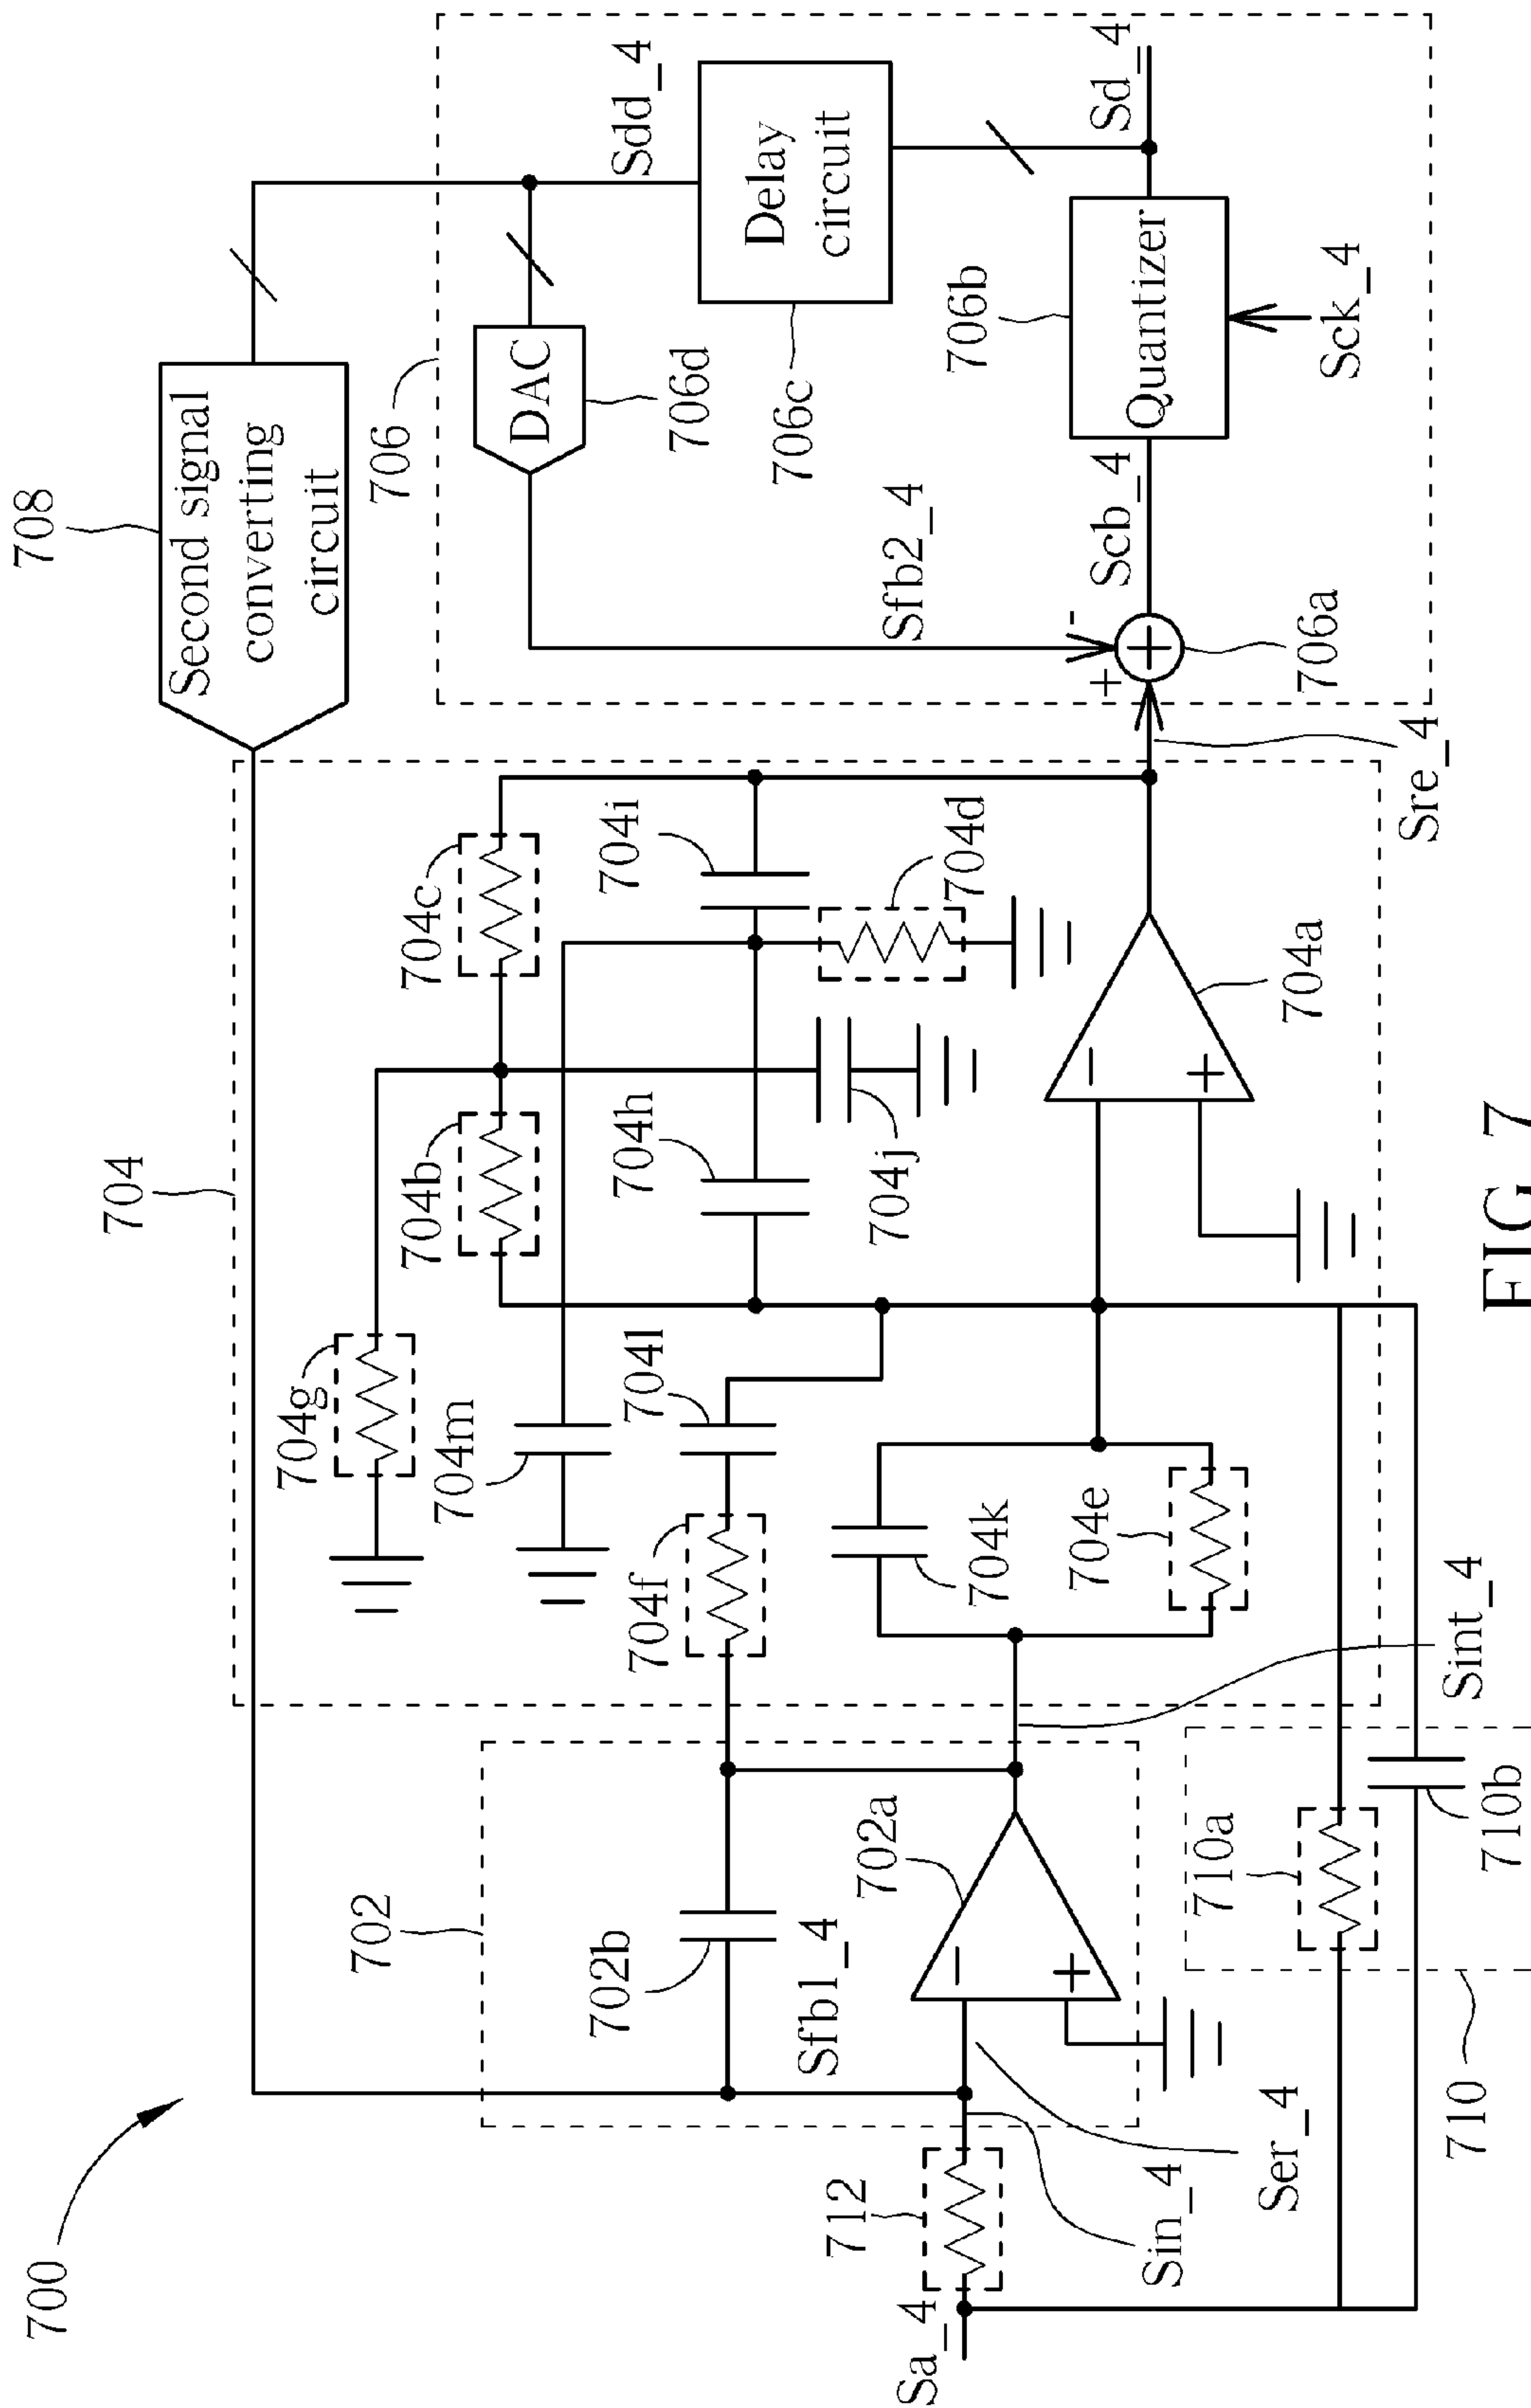 700
708
Second signal
converting
circuit
704
706
DAC
706d
Sdd_4
Delay
circuit
706c
Sfb2_4
Scb_4
706b
Quantizer
Sck_4
Sd_4
+
-
+
706a
Sre_4
704g
704b
704c
704m
704l
704h
704i
704f
704j
704d
704k
704e
704a
−
+
702
702b
Sfb1_4
702a
−
+
Sint_4
712
Sa_4
Sin_4
Ser_4
710a
710b
710
FIG. 7